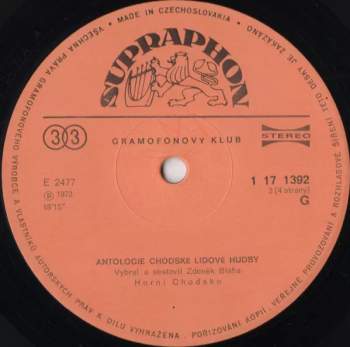 MADE IN CZECHOSLOVAKIA • VŠECHNA PRÁVA GRAMOFONOVÉHO VÝROBCE A VLASTNÍKŮ AUTORSKÝCH PRÁV K DÍLU VYHRAŽENA. POŘIZOVÁNÍ KOPIÍ, VEŘEJNÉ PROVOZOVÁNÍ A ROZHLASOVÉ ŠÍŘENÍ TÉTO DESKY JE ZAKÁZÁNO
SUPRAPHON
33
GRAMOFONOVÝ KLUB
STEREO
E 2477
Ⓟ 1973
18'15"
1 17 1392
3 [4 strany]
G
ANTOLOGIE CHODSKÉ LIDOVÉ HUDBY
Vybral a sestavil Zdeněk Bláha
Horní Chodsko